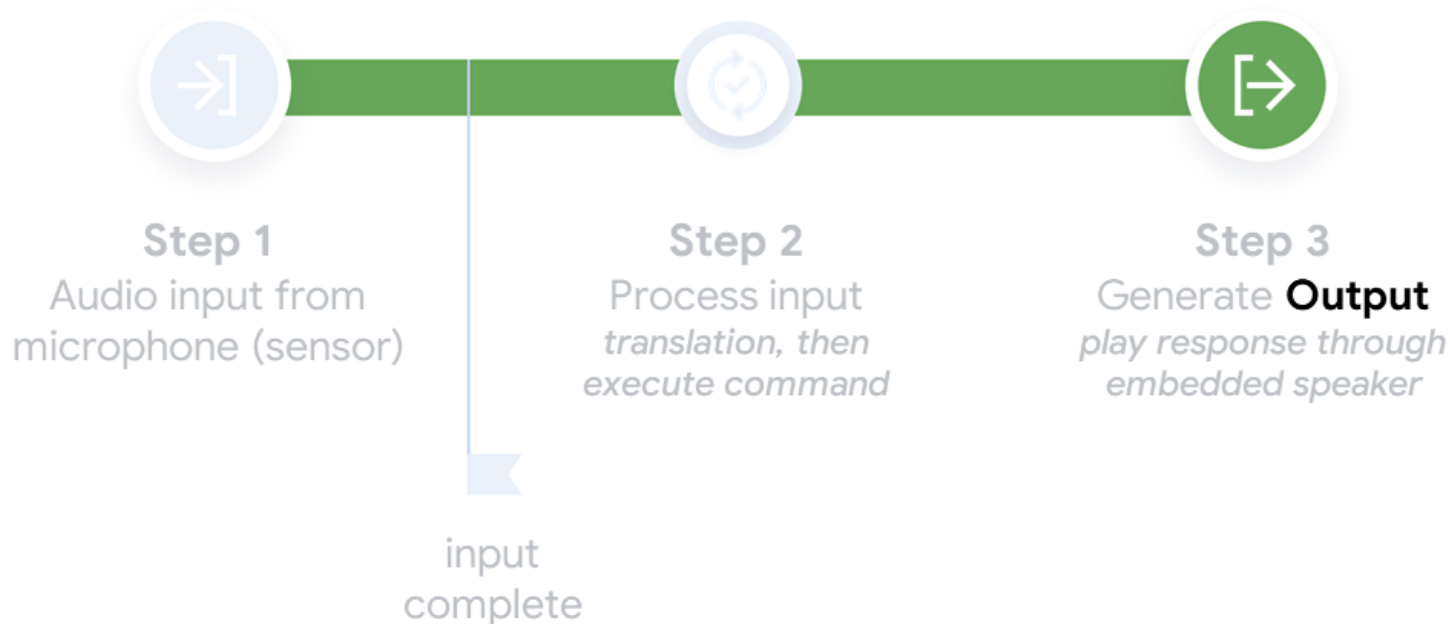 Step 1
Audio input from
microphone (sensor)
Step 2
Process input
translation, then
execute command
Step 3
Generate Output
play response through
embedded speaker
input
complete